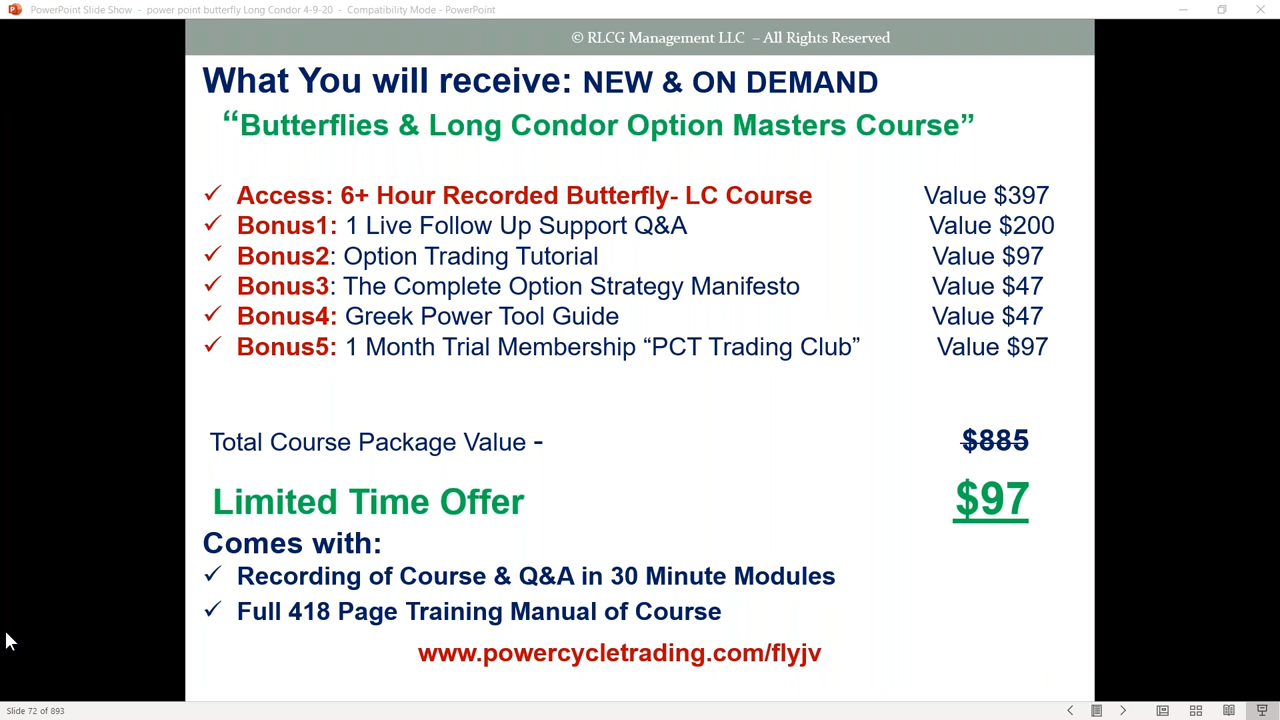 PowerPoint Slide Show - power point butterfly Long Condor 4-9-20 - Compatibility Mode - PowerPoint
© RLCG Management LLC – All Rights Reserved
What You will receive: NEW & ON DEMAND
“Butterflies & Long Condor Option Masters Course”
✓ Access: 6+ Hour Recorded Butterfly- LC Course Value $397
✓ Bonus1: 1 Live Follow Up Support Q&A Value $200
✓ Bonus2: Option Trading Tutorial Value $97
✓ Bonus3: The Complete Option Strategy Manifesto Value $47
✓ Bonus4: Greek Power Tool Guide Value $47
✓ Bonus5: 1 Month Trial Membership “PCT Trading Club” Value $97
Total Course Package Value - $885
Limited Time Offer $97
Comes with:
✓ Recording of Course & Q&A in 30 Minute Modules
✓ Full 418 Page Training Manual of Course
www.powercycletrading.com/flyjv
Slide 72 of 893